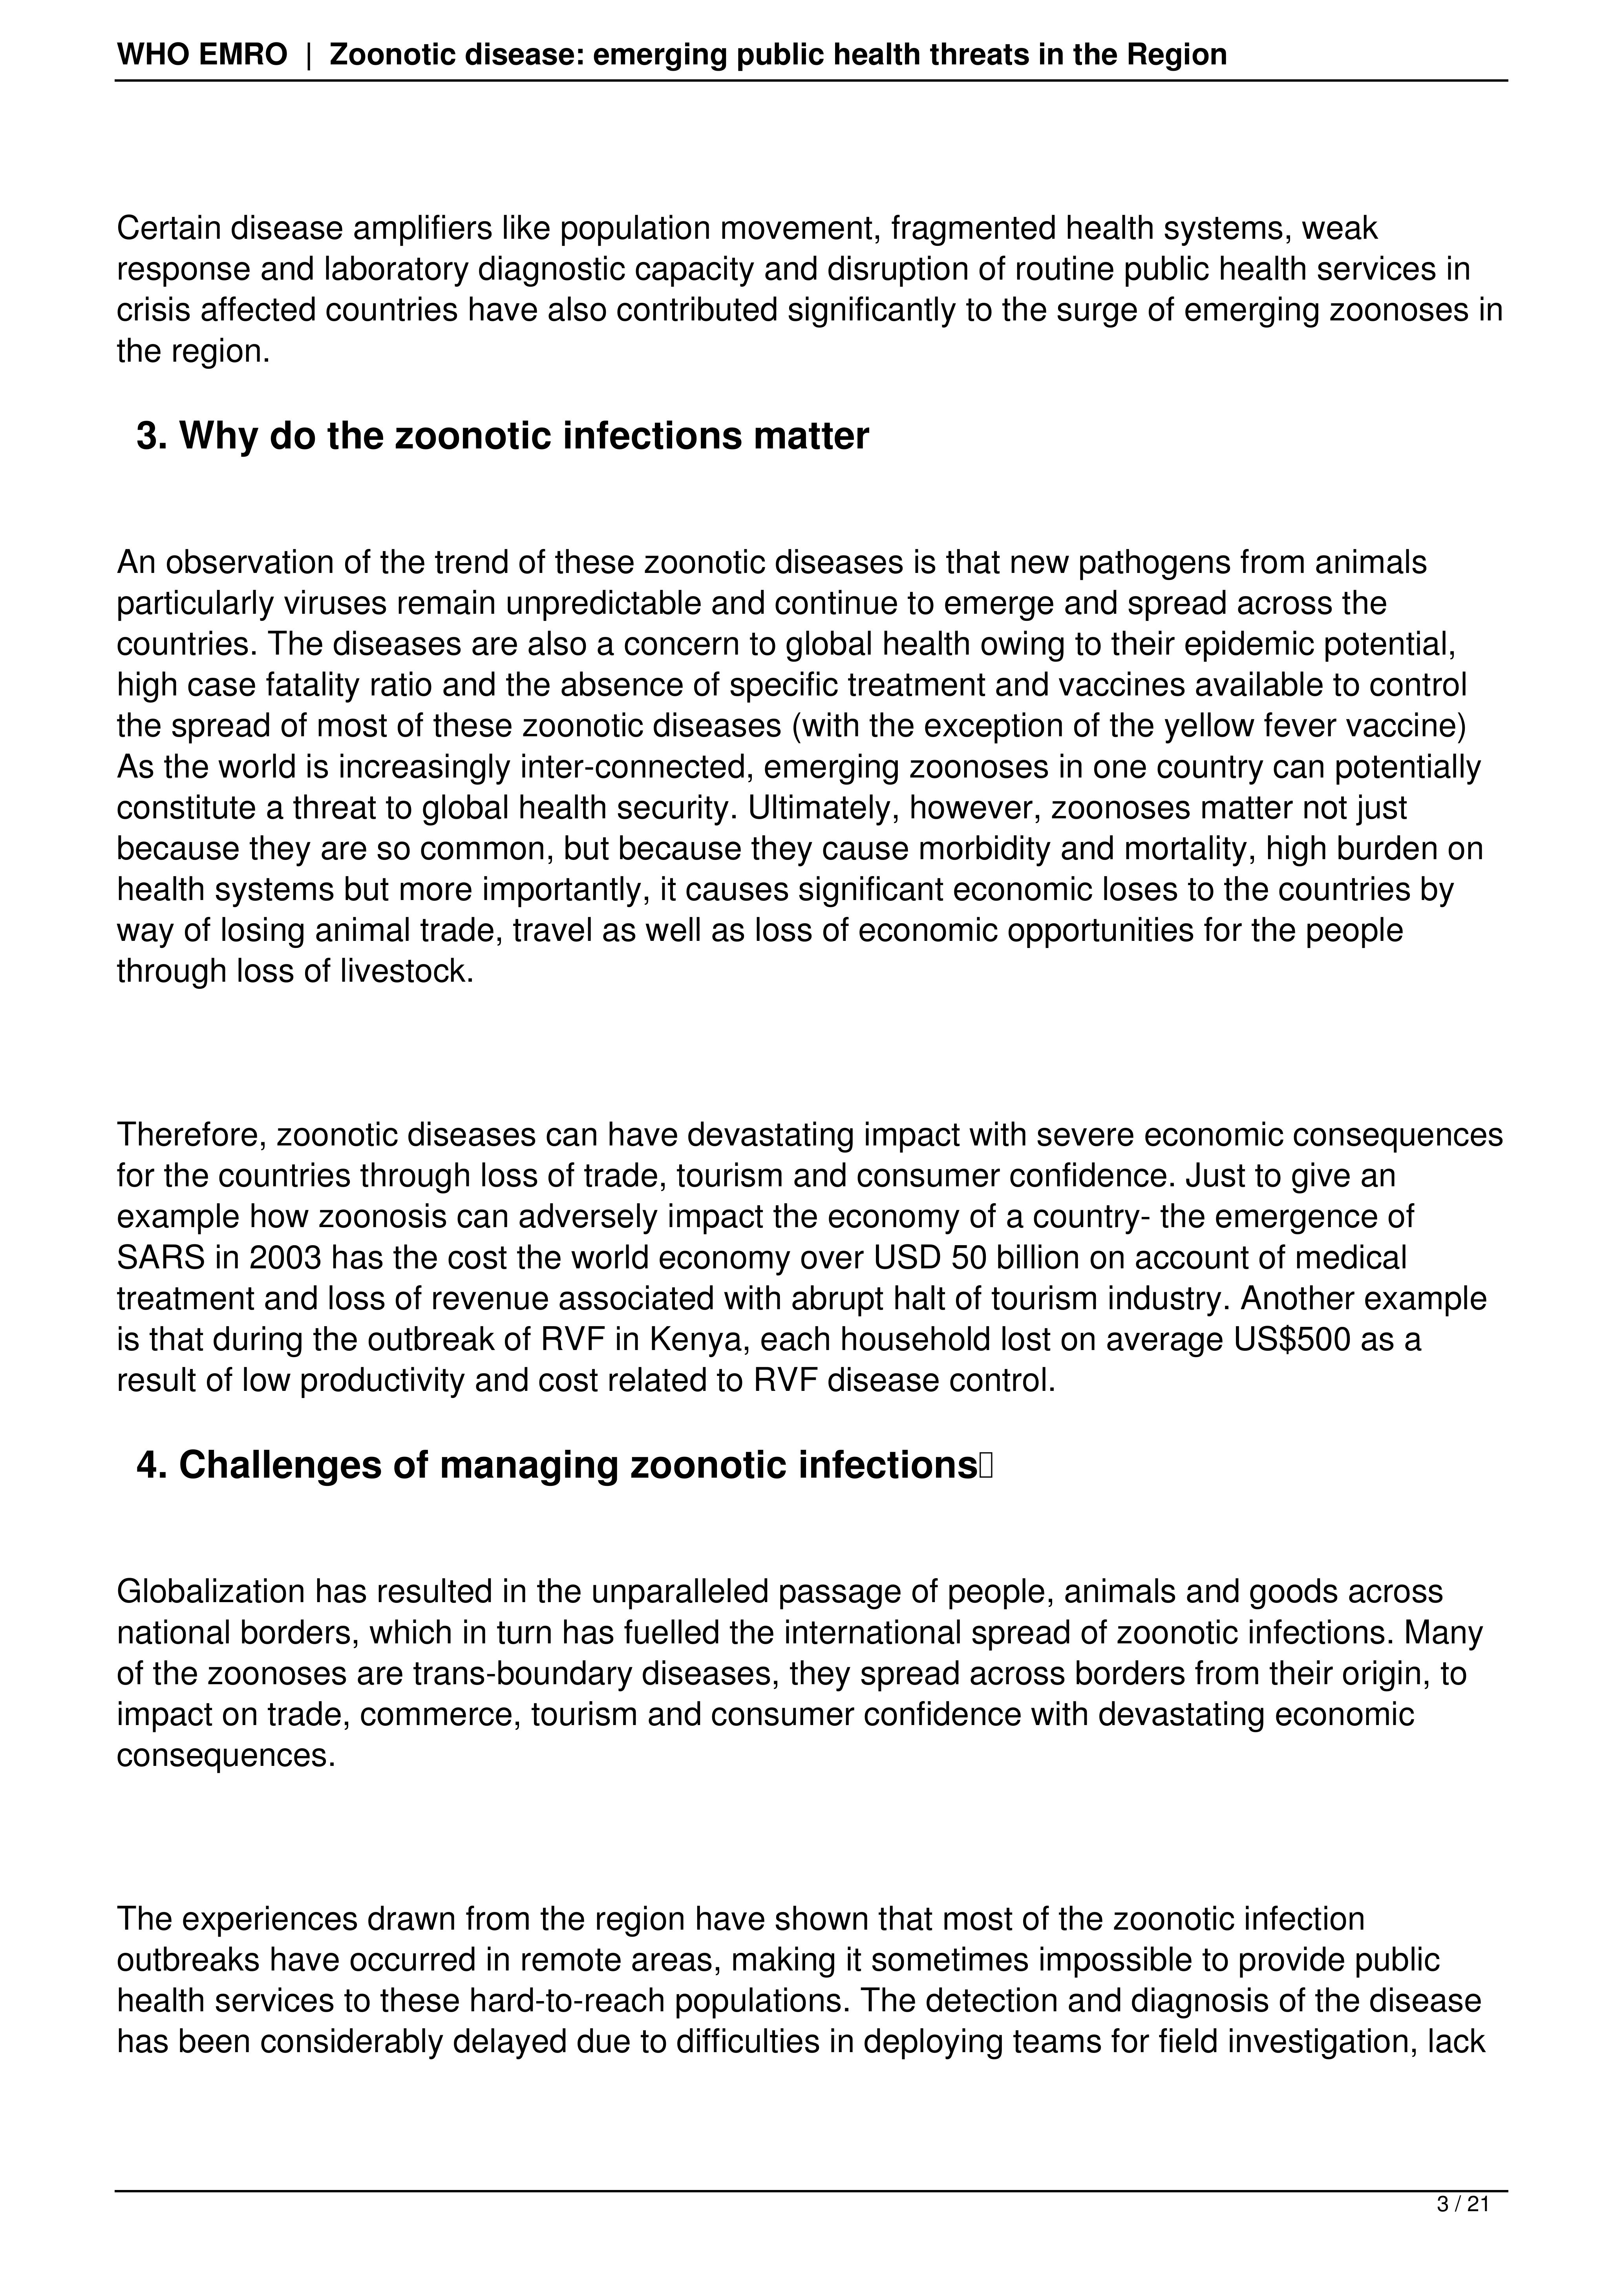 WHO EMRO | Zoonotic disease: emerging public health threats in the Region
Certain disease amplifiers like population movement, fragmented health systems, weak
response and laboratory diagnostic capacity and disruption of routine public health services in
crisis affected countries have also contributed significantly to the surge of emerging zoonoses in
the region.
3. Why do the zoonotic infections matter
An observation of the trend of these zoonotic diseases is that new pathogens from animals
particularly viruses remain unpredictable and continue to emerge and spread across the
countries. The diseases are also a concern to global health owing to their epidemic potential,
high case fatality ratio and the absence of specific treatment and vaccines available to control
the spread of most of these zoonotic diseases (with the exception of the yellow fever vaccine)
As the world is increasingly inter-connected, emerging zoonoses in one country can potentially
constitute a threat to global health security. Ultimately, however, zoonoses matter not just
because they are so common, but because they cause morbidity and mortality, high burden on
health systems but more importantly, it causes significant economic loses to the countries by
way of losing animal trade, travel as well as loss of economic opportunities for the people
through loss of livestock.
Therefore, zoonotic diseases can have devastating impact with severe economic consequences
for the countries through loss of trade, tourism and consumer confidence. Just to give an
example how zoonosis can adversely impact the economy of a country- the emergence of
SARS in 2003 has the cost the world economy over USD 50 billion on account of medical
treatment and loss of revenue associated with abrupt halt of tourism industry. Another example
is that during the outbreak of RVF in Kenya, each household lost on average US$500 as a
result of low productivity and cost related to RVF disease control.
4. Challenges of managing zoonotic infections
Globalization has resulted in the unparalleled passage of people, animals and goods across
national borders, which in turn has fuelled the international spread of zoonotic infections. Many
of the zoonoses are trans-boundary diseases, they spread across borders from their origin, to
impact on trade, commerce, tourism and consumer confidence with devastating economic
consequences.
The experiences drawn from the region have shown that most of the zoonotic infection
outbreaks have occurred in remote areas, making it sometimes impossible to provide public
health services to these hard-to-reach populations. The detection and diagnosis of the disease
has been considerably delayed due to difficulties in deploying teams for field investigation, lack
3 / 21